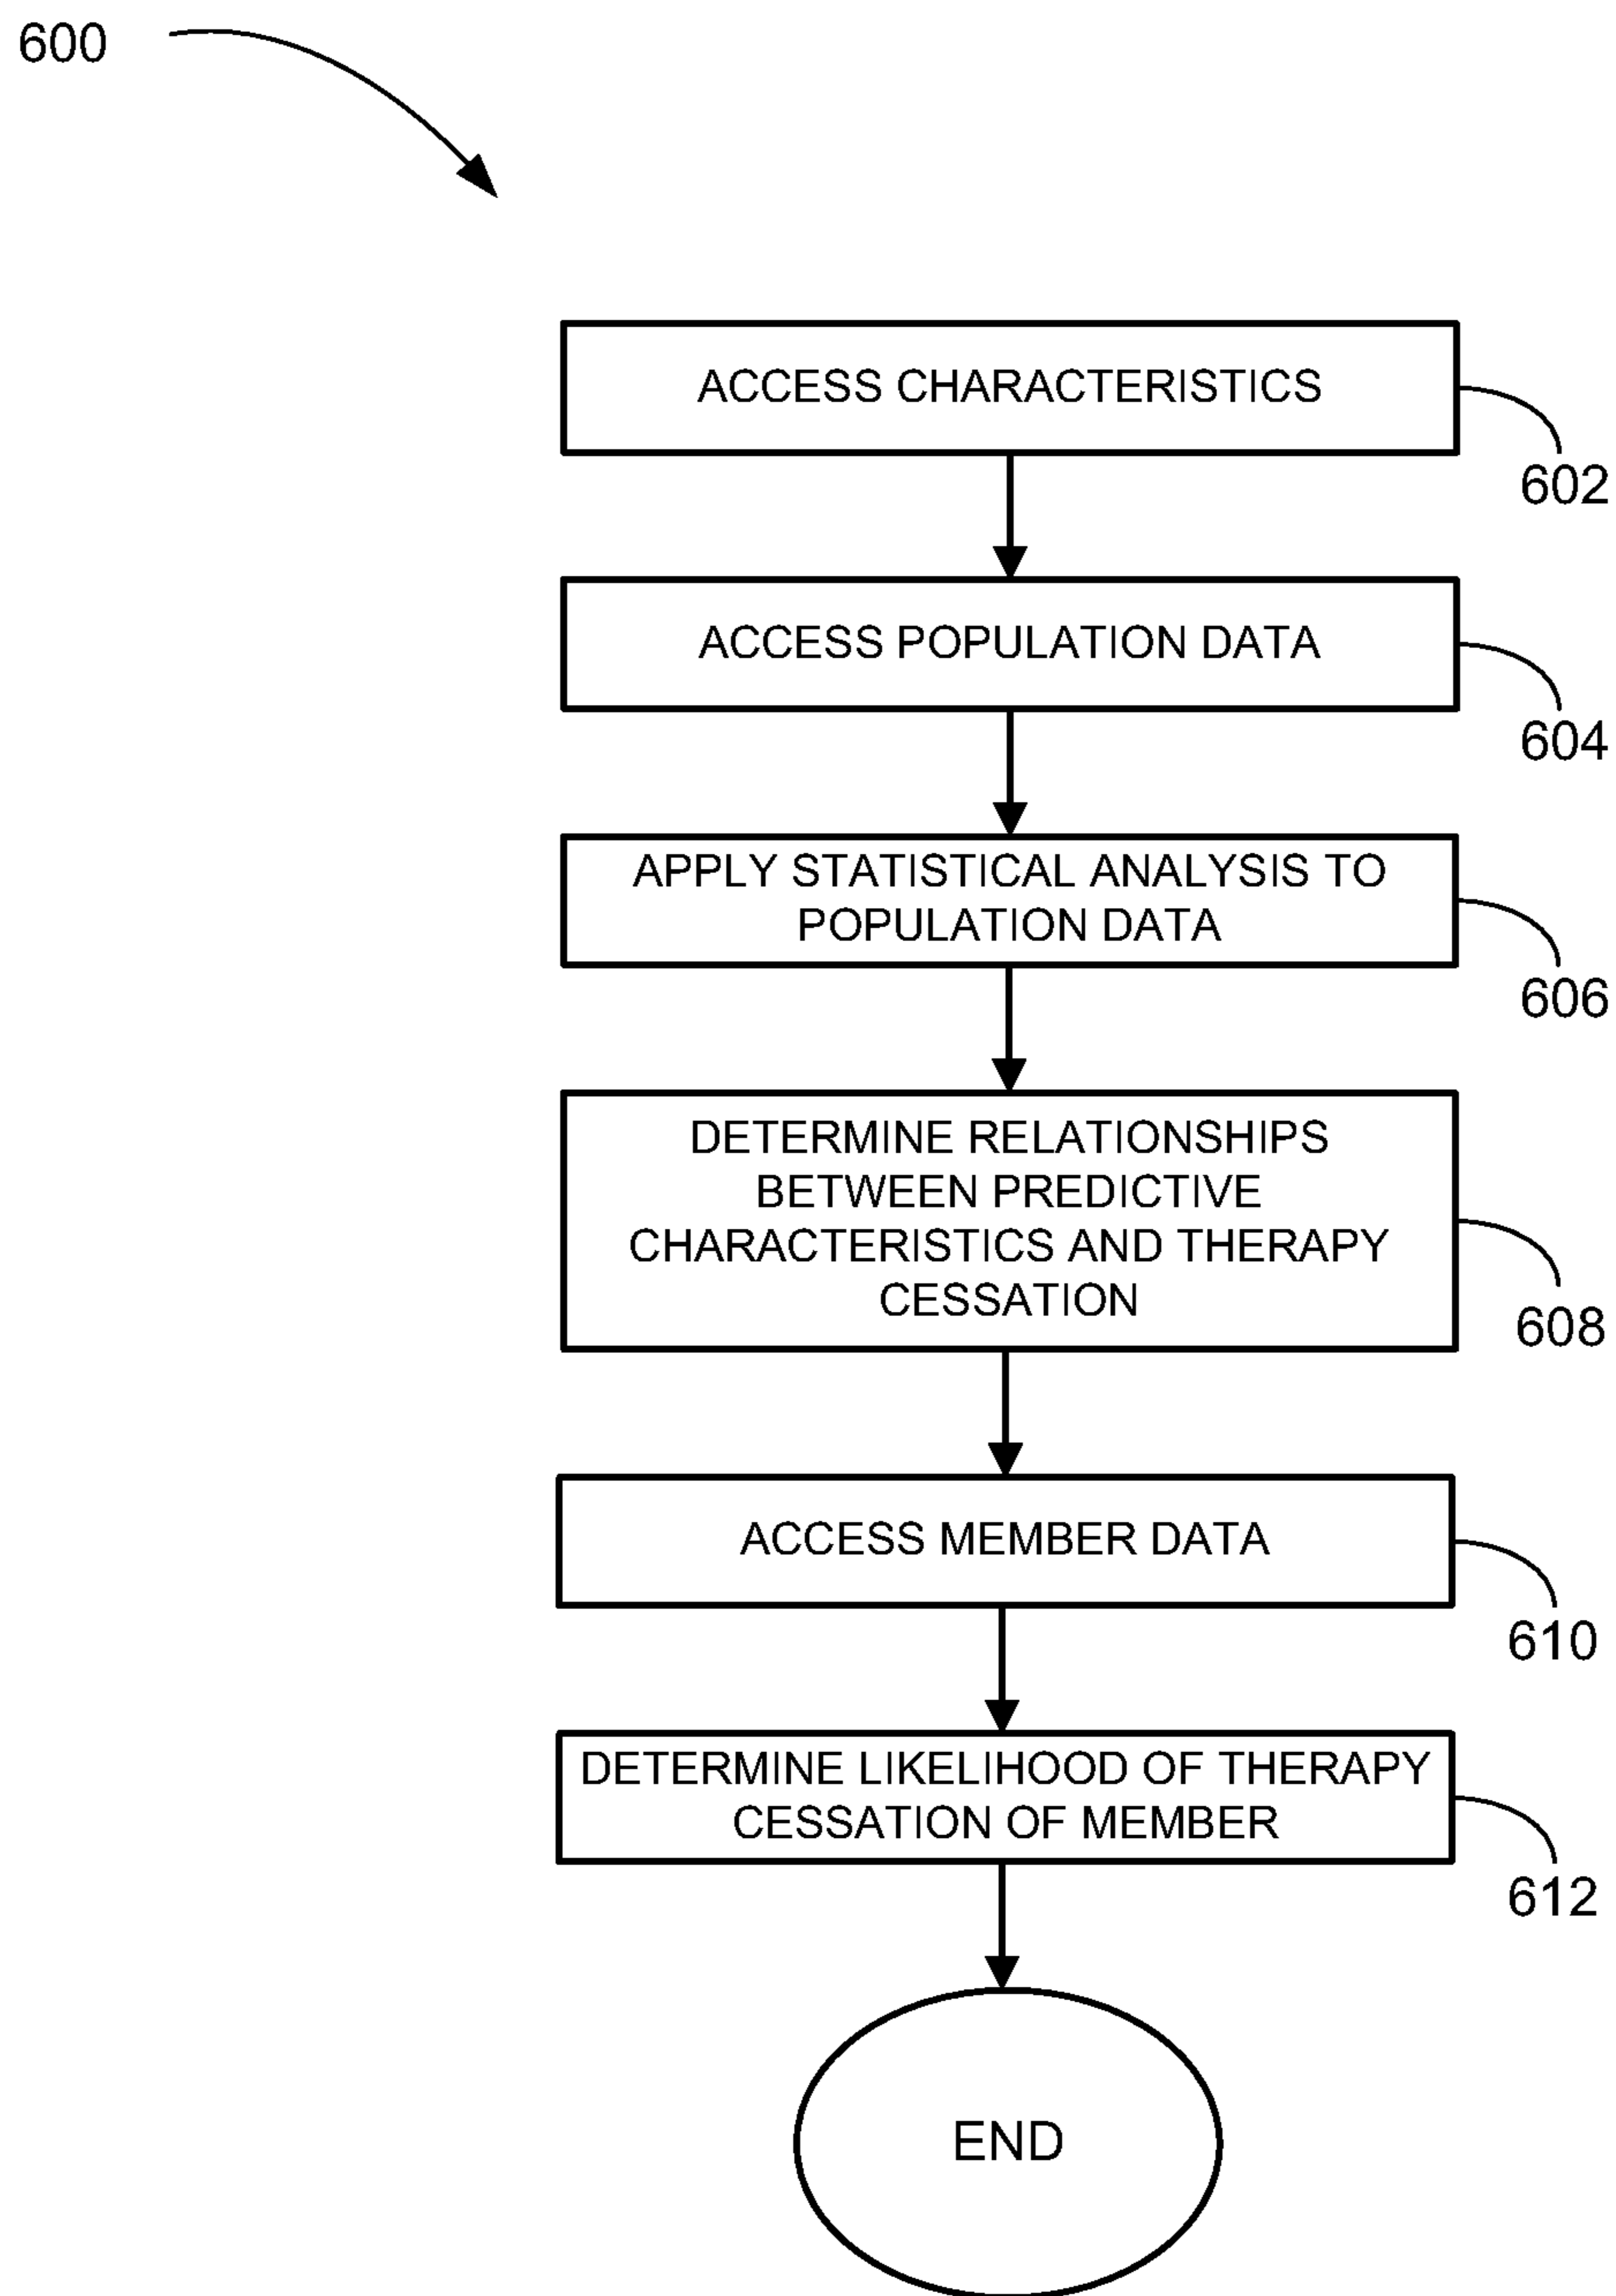 600
ACCESS CHARACTERISTICS
602
ACCESS POPULATION DATA
604
APPLY STATISTICAL ANALYSIS TO
POPULATION DATA
606
DETERMINE RELATIONSHIPS
BETWEEN PREDICTIVE
CHARACTERISTICS AND THERAPY
CESSATION
608
ACCESS MEMBER DATA
610
DETERMINE LIKELIHOOD OF THERAPY
CESSATION OF MEMBER
612
END